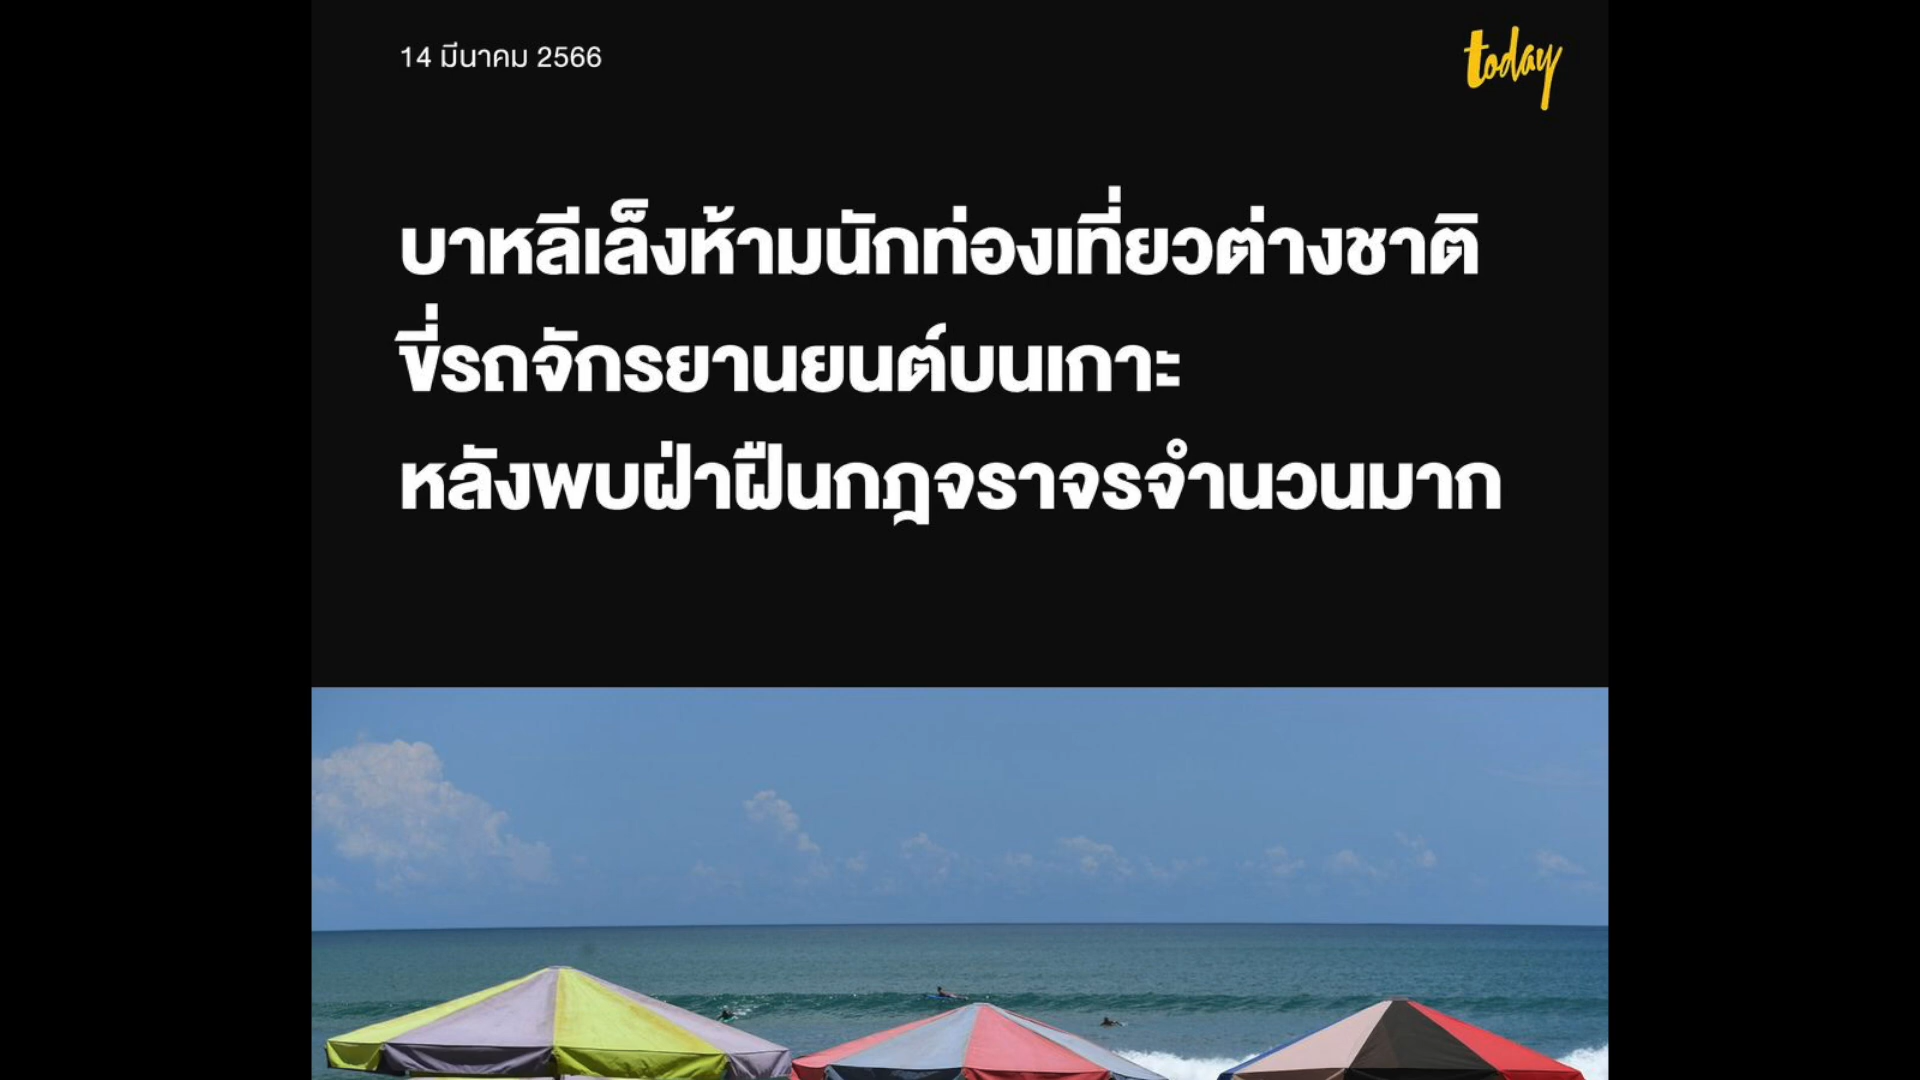 14 มีนาคม 2566
today
บาหลีเล็งห้ามนักท่องเที่ยวต่างชาติ
ขี่รถจักรยานยนต์บนเกาะ
หลังพบฝ่าฝืนกฎจราจรจำนวนมาก